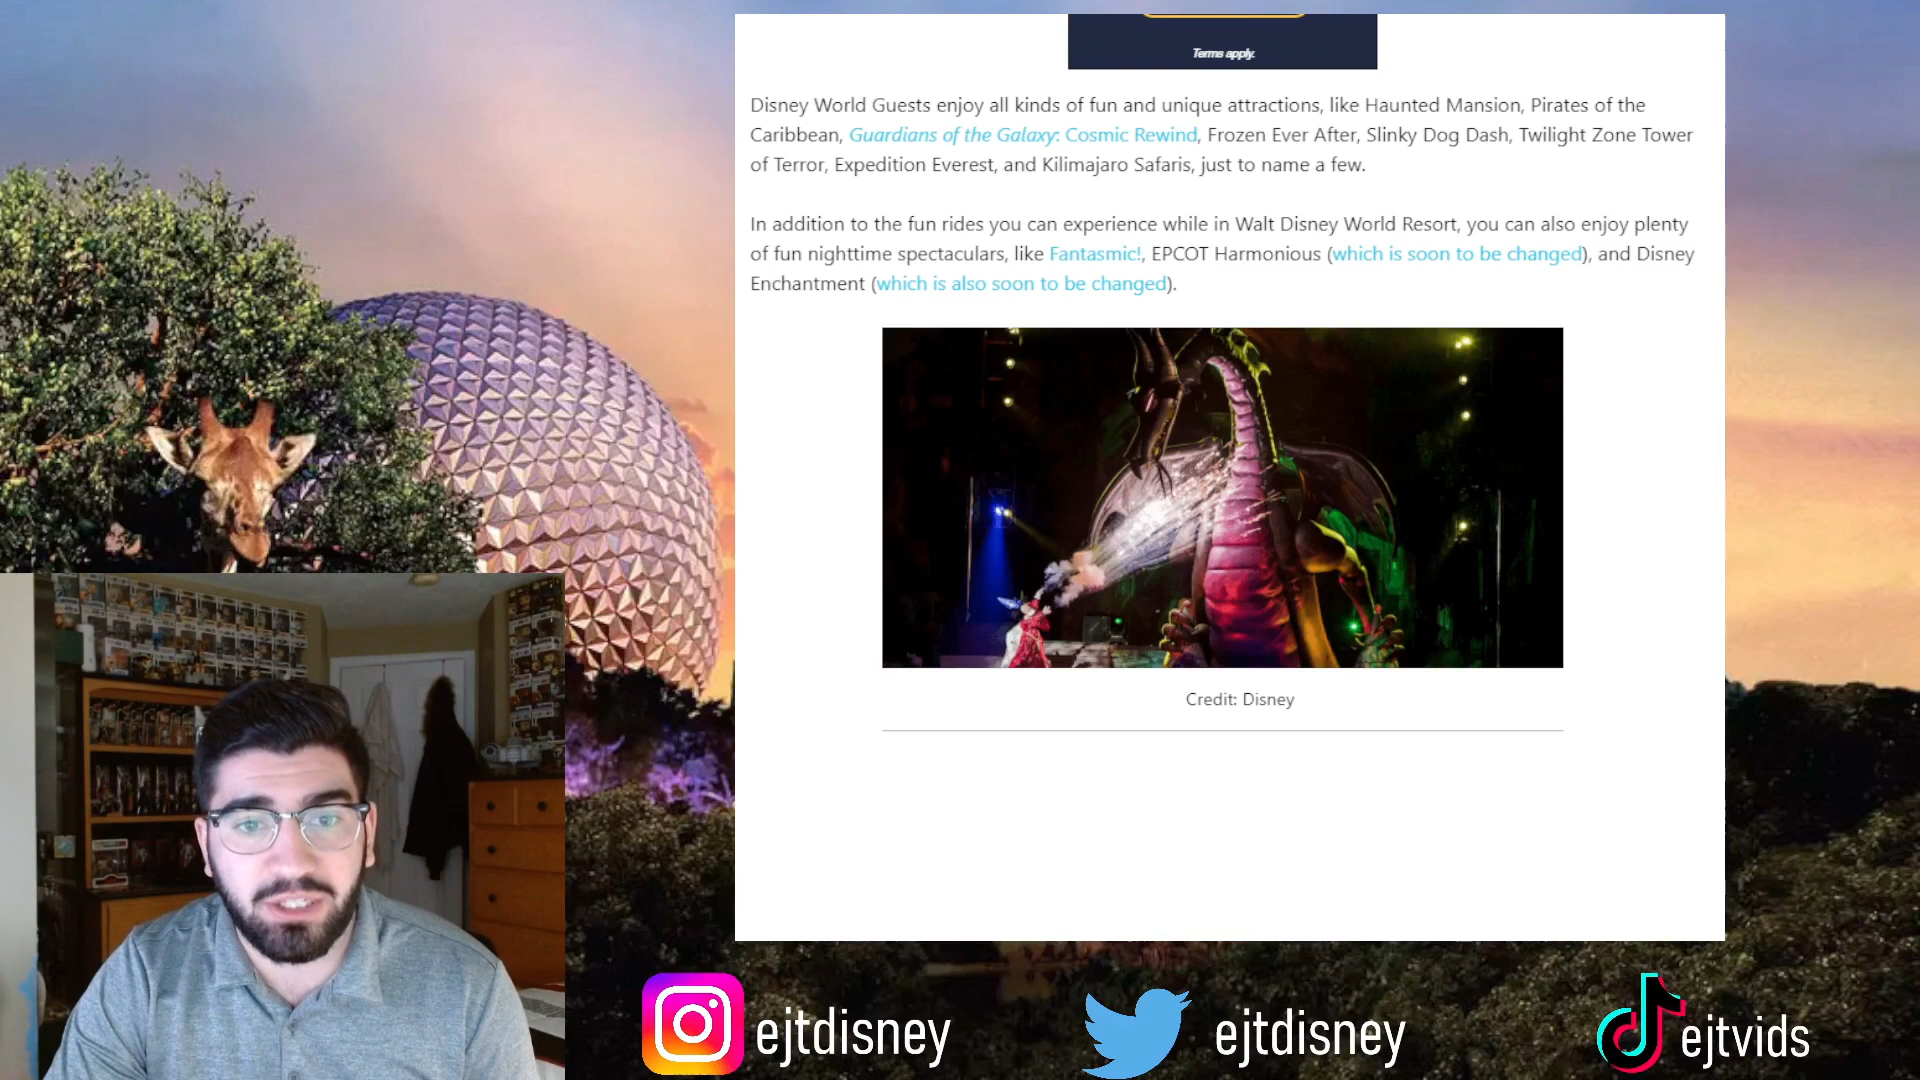 Terms apply.
Disney World Guests enjoy all kinds of fun and unique attractions, like Haunted Mansion, Pirates of the
Caribbean, Guardians of the Galaxy: Cosmic Rewind, Frozen Ever After, Slinky Dog Dash, Twilight Zone Tower
of Terror, Expedition Everest, and Kilimajaro Safaris, just to name a few.
In addition to the fun rides you can experience while in Walt Disney World Resort, you can also enjoy plenty
of fun nighttime spectaculars, like Fantasmic!, EPCOT Harmonious (which is soon to be changed), and Disney
Enchantment (which is also soon to be changed).
Credit: Disney
ejtdisney
ejtdisney
ejtvids